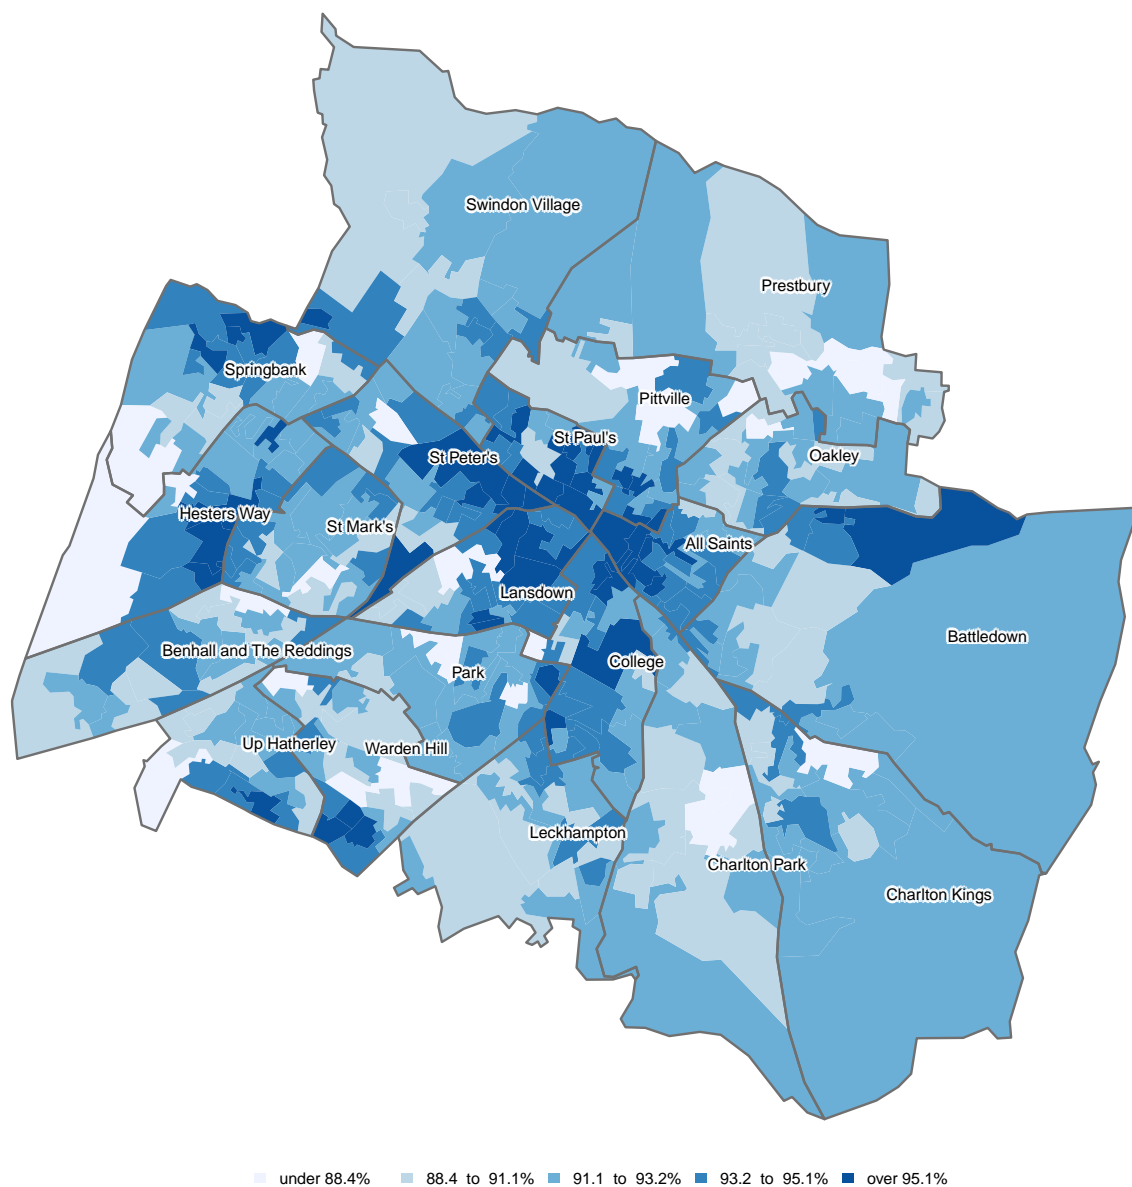 Swindon Village
Prestbury
Springbank
Pittville
St Paul's
St Peter's
Oakley
Hesters Way
St Mark's
All Saints
Lansdown
Battledown
Benhall and The Reddings
College
Park
Up Hatherley
Warden Hill
Leckhampton
Charlton Park
Charlton Kings
under 88.4%
88.4 to 91.1%
91.1 to 93.2%
93.2 to 95.1%
over 95.1%